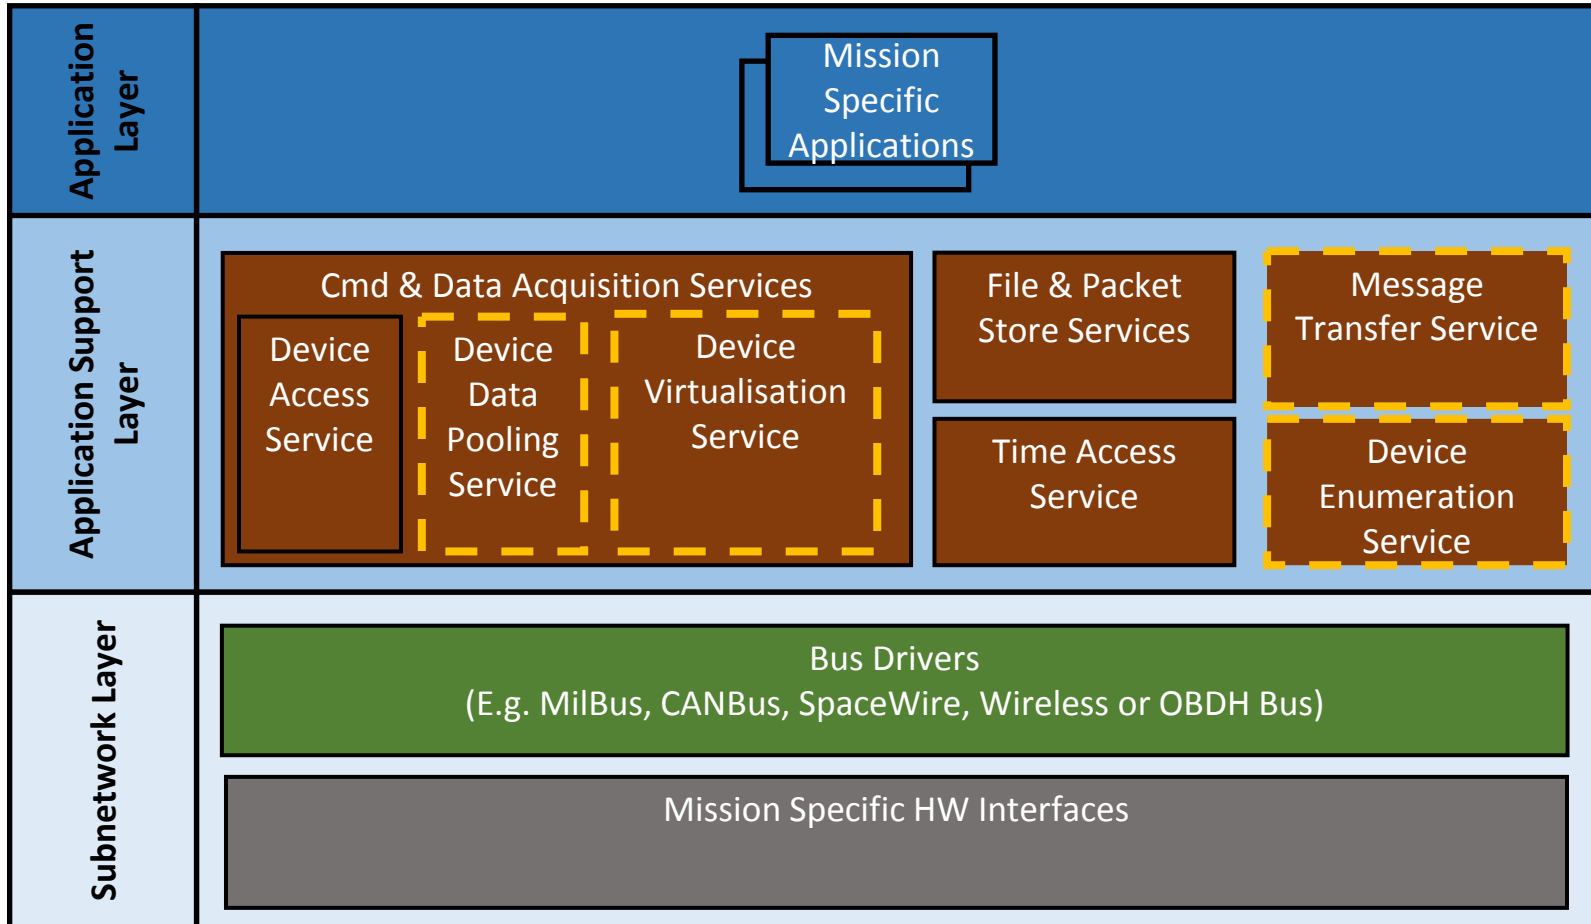 Application
Layer
Mission
Specific
Applications
Application Support
Layer
Cmd & Data Acquisition Services
Device
Access
Service
Device
Data
Pooling
Service
Device
Virtualisation
Service
File & Packet
Store Services
Time Access
Service
Message
Transfer Service
Device
Enumeration
Service
Subnetwork Layer
Bus Drivers
(E.g. MilBus, CANBus, SpaceWire, Wireless or OBDH Bus)
Mission Specific HW Interfaces